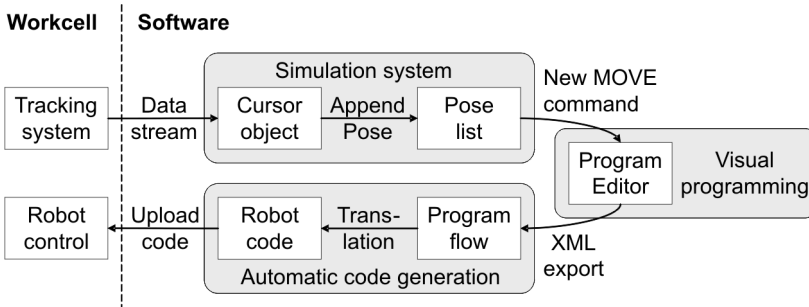 Workcell
Software
Simulation system
Tracking
system
Data
stream
Cursor
object
Append
Pose
Pose
list
New MOVE
command
Program
Editor
Visual
programming
Robot
control
Upload
code
Robot
code
Trans-
lation
Program
flow
XML
export
Automatic code generation